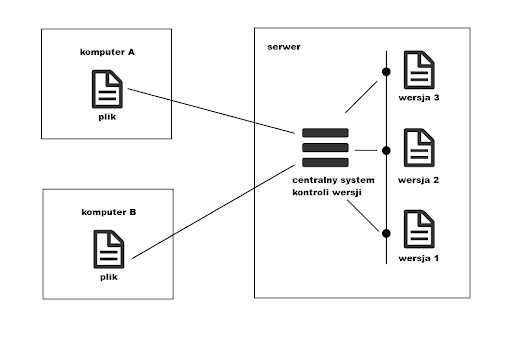 komputer A
plik
komputer B
plik
serwer
centralny system
kontroli wersji
wersja 3
wersja 2
wersja 1